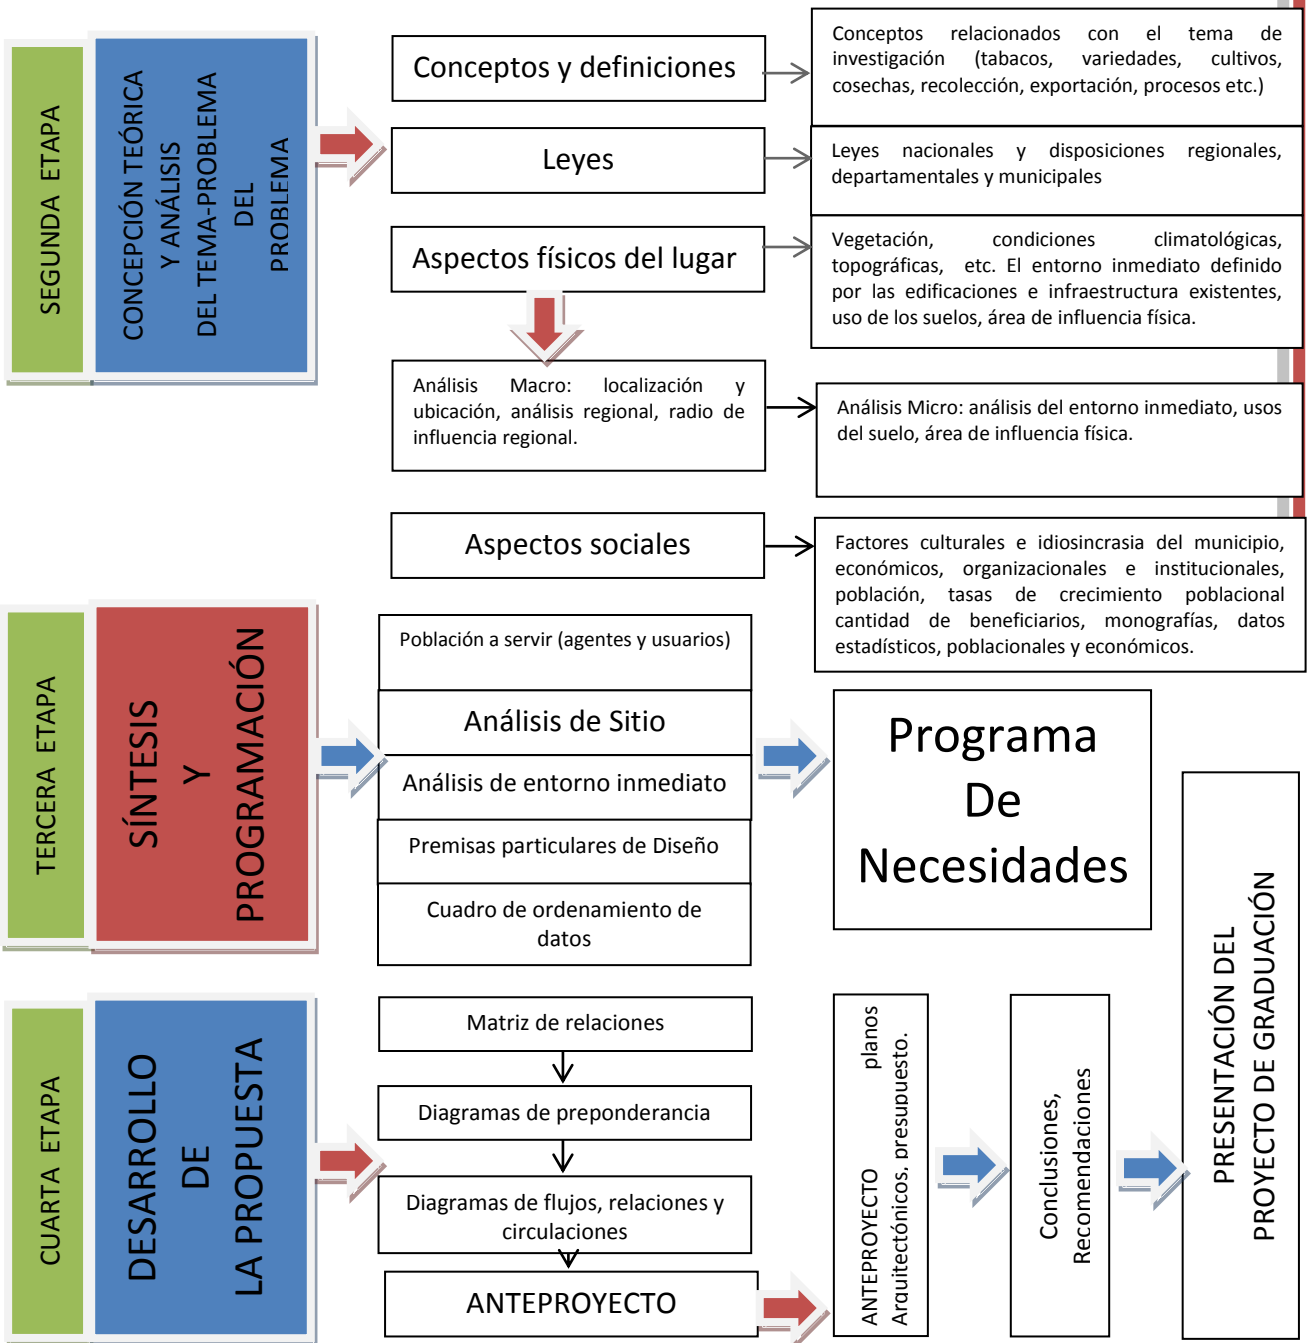 SEGUNDA ETAPA
CONCEPCIÓN TEÓRICA
Y ANÁLISIS
DEL TEMA-PROBLEMA
DEL
PROBLEMA
Conceptos y definiciones
Conceptos relacionados con el tema de
investigación (tabacos, variedades, cultivos,
cosechas, recolección, exportación, procesos etc.)
Leyes
Leyes nacionales y disposiciones regionales,
departamentales y municipales
Aspectos físicos del lugar
Vegetación, condiciones climatológicas,
topográficas, etc. El entorno inmediato definido
por las edificaciones e infraestructura existentes,
uso de los suelos, área de influencia física.
Análisis Macro: localización y
ubicación, análisis regional, radio de
influencia regional.
Análisis Micro: análisis del entorno inmediato, usos
del suelo, área de influencia física.
Aspectos sociales
Factores culturales e idiosincrasia del municipio,
económicos, organizacionales e institucionales,
población, tasas de crecimiento poblacional
cantidad de beneficiarios, monografías, datos
estadísticos, poblacionales y económicos.
TERCERA ETAPA
SÍNTESIS
Y
PROGRAMACIÓN
Población a servir (agentes y usuarios)
Análisis de Sitio
Análisis de entorno inmediato
Premisas particulares de Diseño
Cuadro de ordenamiento de
datos
Programa
De
Necesidades
CUARTA ETAPA
DESARROLLO
DE
LA PROPUESTA
Matriz de relaciones
Diagramas de preponderancia
Diagramas de flujos, relaciones y
circulaciones
ANTEPROYECTO
ANTEPROYECTO planos
Arquitectónicos, presupuesto.
Conclusiones,
Recomendaciones
PRESENTACIÓN DEL
PROYECTO DE GRADUACIÓN